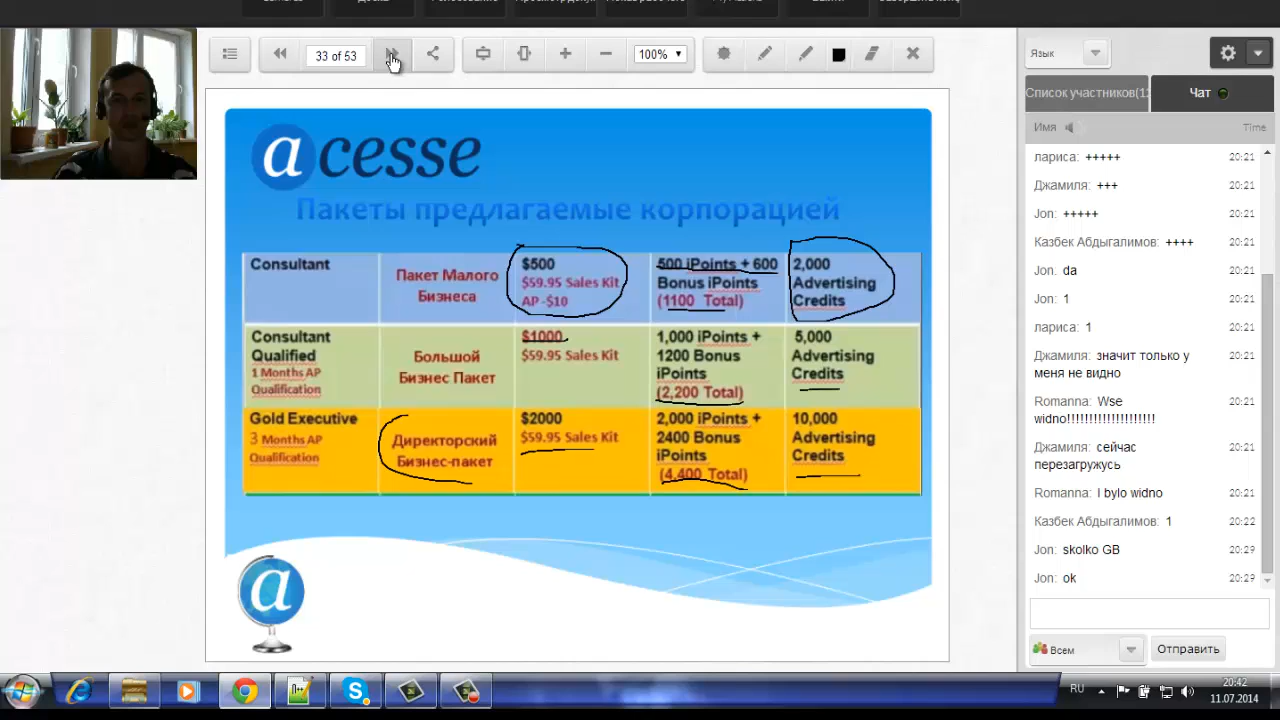 33 of 53
100%
Язык
Список участников(1
Чат
Имя
Time
acesse
Пакеты предлагаемые корпорацией
Consultant
Пакет Малого
Бизнеса
$500
$59.95 Sales Kit
AP -$10
500 iPoints + 600
Bonus iPoints
(1100 Total)
2,000
Advertising
Credits
Consultant
Qualified
1 Months AP
Qualification
Большой
Бизнес Пакет
$1000
$59.95 Sales Kit
1,000 iPoints +
1200 Bonus
iPoints
(2,200 Total)
5,000
Advertising
Credits
Gold Executive
3 Months AP
Qualification
Директорский
Бизнес-пакет
$2000
$59.95 Sales Kit
2,000 iPoints +
2400 Bonus
iPoints
(4,400 Total)
10,000
Advertising
Credits
a
лариса: +++++ 20:21
Джамиля: +++ 20:21
Jon: +++++ 20:21
Казбек Абдыгалимов: ++++ 20:21
Jon: da 20:21
Jon: 1 20:21
лариса: 1 20:21
Джамиля: значит только у 20:21
меня не видно
Romanna: Wse 20:21
widno!!!!!!!!!!!!!!!!!!!!
Джамиля: сейчас 20:21
перезагружусь
Romanna: I bylo widno 20:21
Казбек Абдыгалимов: 1 20:22
Jon: skolko GB 20:29
Jon: ok 20:29
Всем
Отправить
RU
20:42
11.07.2014